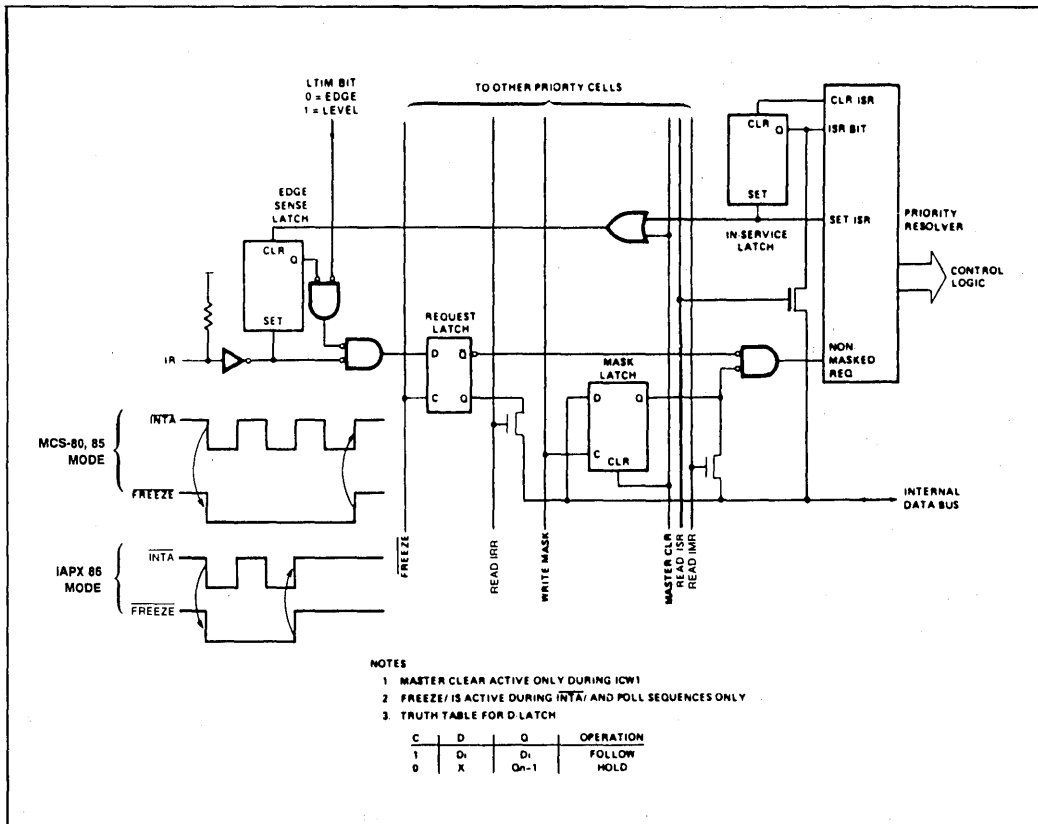 LTIM BIT
0 = EDGE
1 = LEVEL
TO OTHER PRIORTY CELLS
CLR ISR
CLR
Q
ISR BIT
SET
SET ISR
IN-SERVICE
LATCH
PRIORITY
RESOLVER
CONTROL
LOGIC
EDGE
SENSE
LATCH
CLR
Q
SET
REQUEST
LATCH
IR
D
Q
C
Q
MASK
LATCH
D
Q
C
CLR
NON
MASKED
REQ
INTERNAL
DATA BUS
MCS-80, 85
MODE
INTA
FREEZE
iAPX 86
MODE
INTA
FREEZE
FREEZE
READ IRR
WRITE MASK
MASTER CLR
READ ISR
READ IMR
NOTES
1 MASTER CLEAR ACTIVE ONLY DURING ICW1
2 FREEZE/ IS ACTIVE DURING INTA/ AND POLL SEQUENCES ONLY
3. TRUTH TABLE FOR D-LATCH
C D Q OPERATION
1 Di Di FOLLOW
0 X Qn-1 HOLD